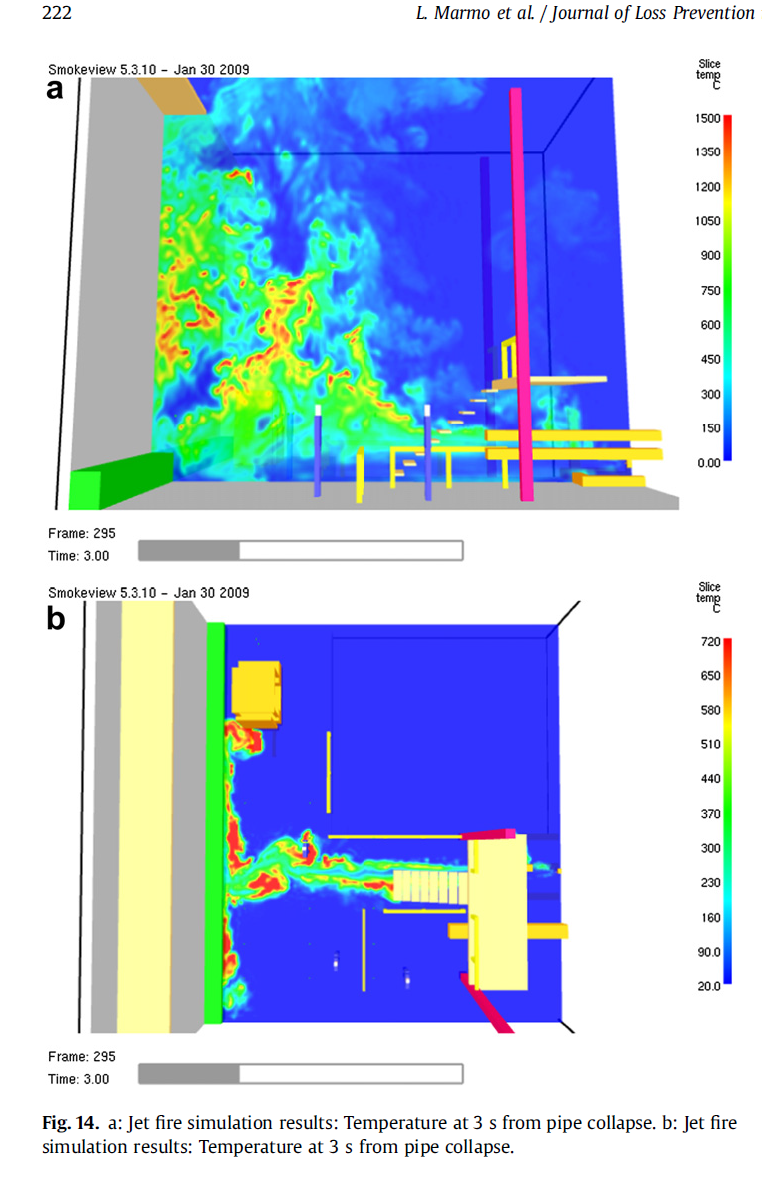 222
L. Marmo et al. / Journal of Loss Prevention
Smokeview 5.3.10 – Jan 30 2009
a
Slice
temp
C
1500
1350
1200
1050
900
750
600
450
300
150
0.00
Frame: 295
Time: 3.00
Smokeview 5.3.10 – Jan 30 2009
b
Slice
temp
C
720
650
580
510
440
370
300
230
160
90.0
20.0
Frame: 295
Time: 3.00
Fig. 14. a: Jet fire simulation results: Temperature at 3 s from pipe collapse. b: Jet fire
simulation results: Temperature at 3 s from pipe collapse.